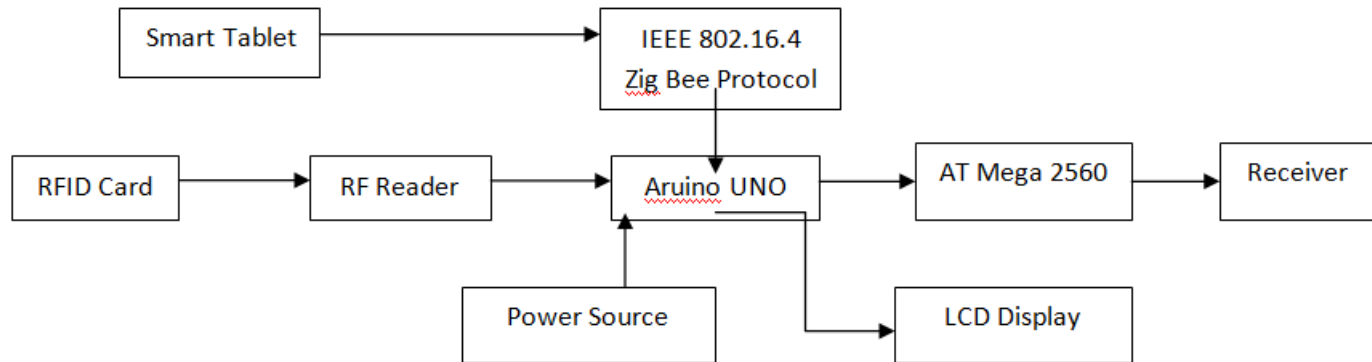 Smart Tablet
IEEE 802.16.4
Zig Bee Protocol
RFID Card
RF Reader
Aruino UNO
AT Mega 2560
Receiver
Power Source
LCD Display